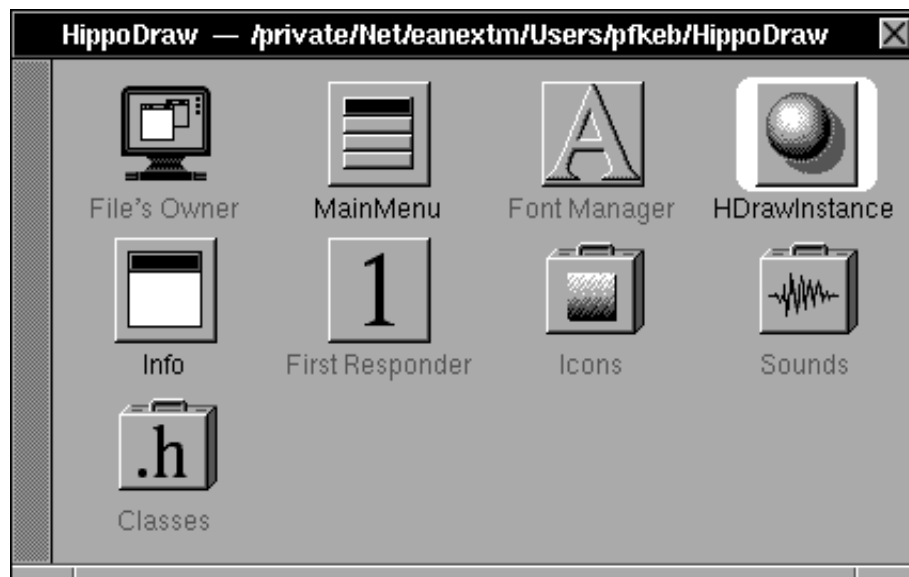 HippoDraw — /private/Net/eanextm/Users/pfkeb/HippoDraw
A
File's Owner MainMenu Font Manager HDrawInstance
1
Info First Responder Icons Sounds
.h
Classes